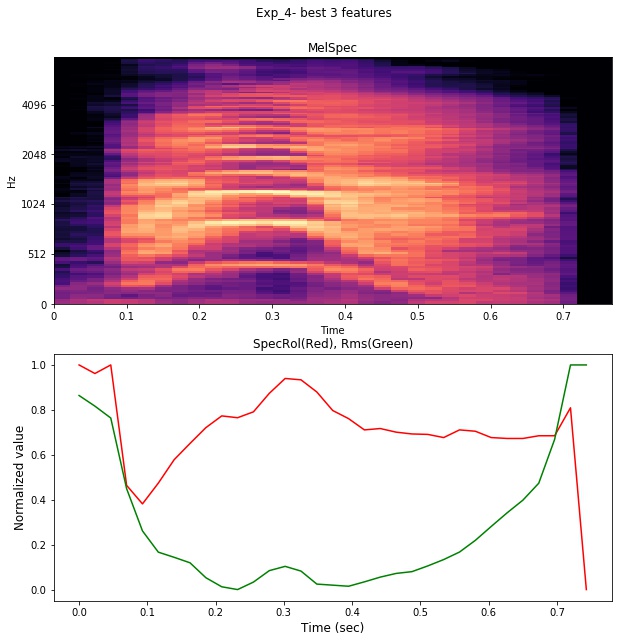 Exp_4- best 3 features
MelSpec
4096
2048
1024
512
0
Hz
0 0.1 0.2 0.3 0.4 0.5 0.6 0.7
Time
SpecRol(Red), Rms(Green)
1.0
0.8
0.6
0.4
0.2
0.0
Normalized value
0.0 0.1 0.2 0.3 0.4 0.5 0.6 0.7
Time (sec)